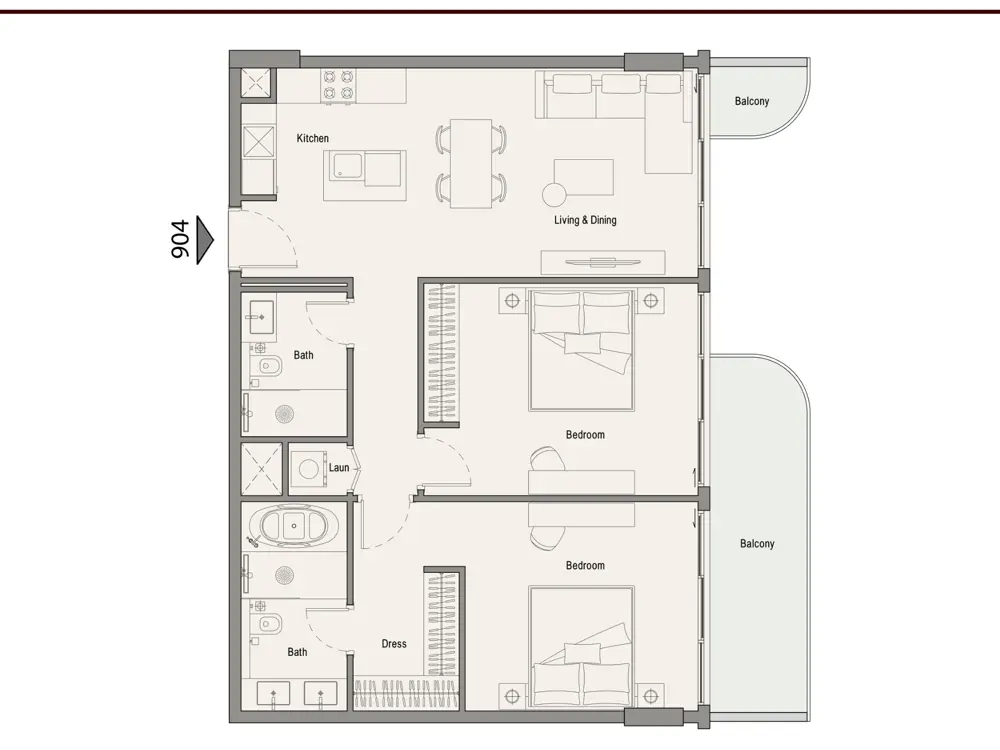 Balcony
Kitchen
Living & Dining
904
Bath
Bedroom
Laun
Balcony
Bedroom
Dress
Bath